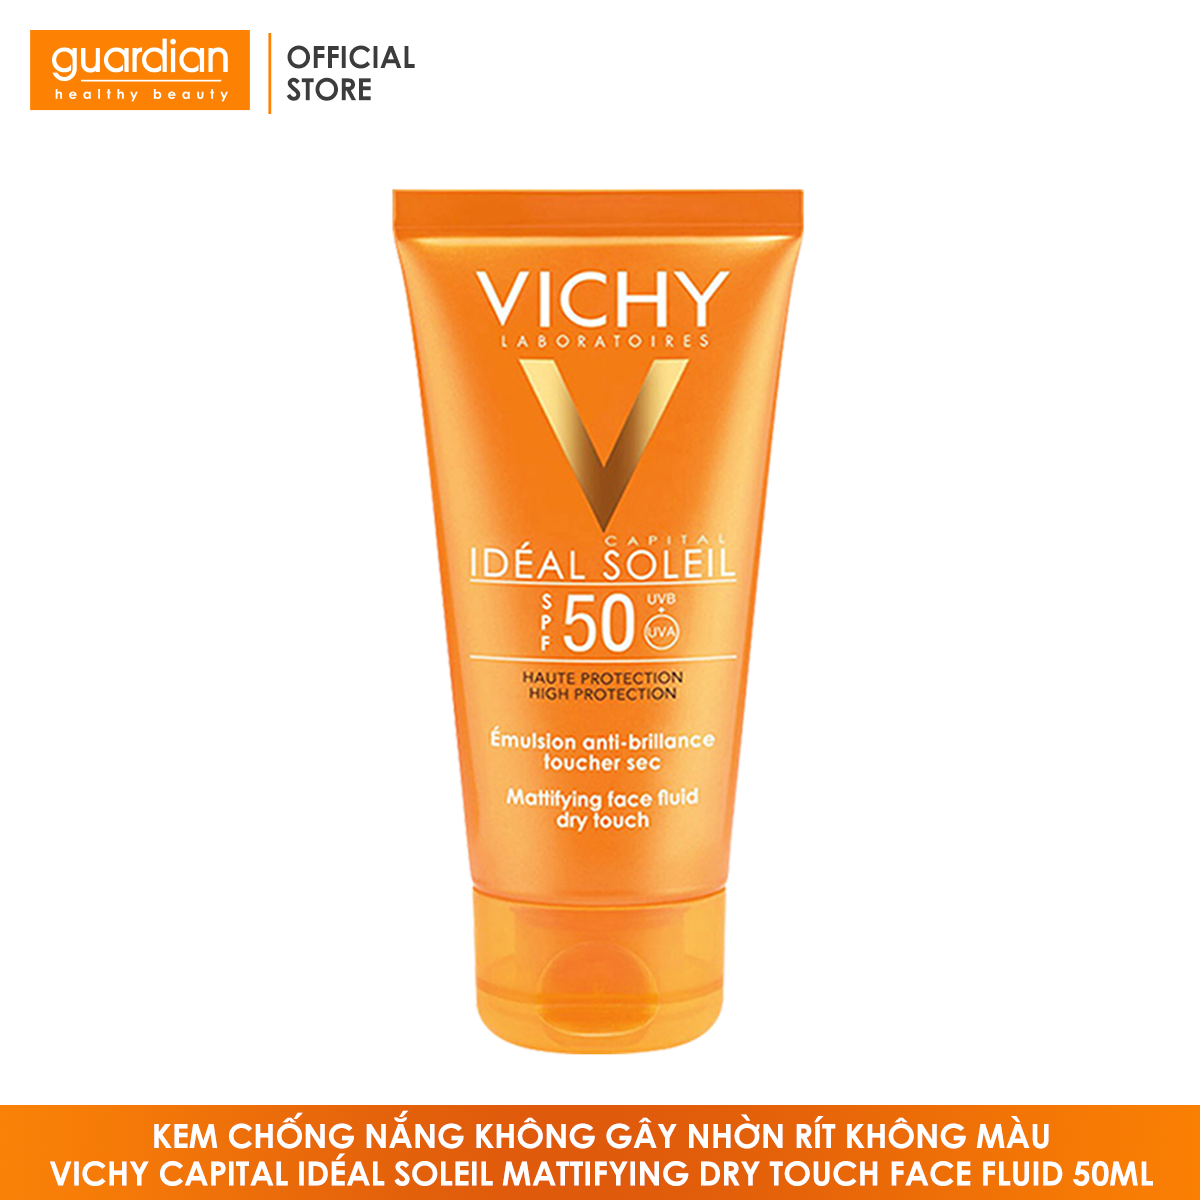 guardian
healthy beauty
OFFICIAL
STORE
VICHY
LABORATOIRES
V
CAPITAL
IDÉAL SOLEIL
SPF 50 UVB + UVA
HAUTE PROTECTION
HIGH PROTECTION
Émulsion anti-brillance
toucher sec
Mattifying face fluid
dry touch
KEM CHỐNG NẮNG KHÔNG GÂY NHỜN RÍT KHÔNG MÀU
VICHY CAPITAL IDÉAL SOLEIL MATTIFYING DRY TOUCH FACE FLUID 50ML